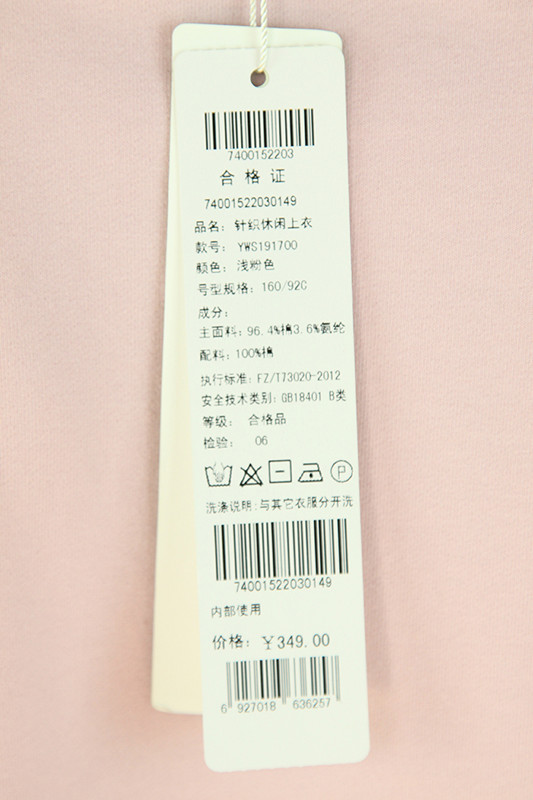 7400152203
合格证
74001522030149
品名: 针织休闲上衣
款号: YWS191700
颜色: 浅粉色
号型规格: 160/92C
成分:
主面料: 96.4%棉3.6%氨纶
配料: 100%棉
执行标准: FZ/T73020-2012
安全技术类别: GB18401 B类
等级: 合格品
检验: 06
P
洗涤说明:与其它衣服分开洗
74001522030149
内部使用
价格: ￥349.00
6 927018 636257